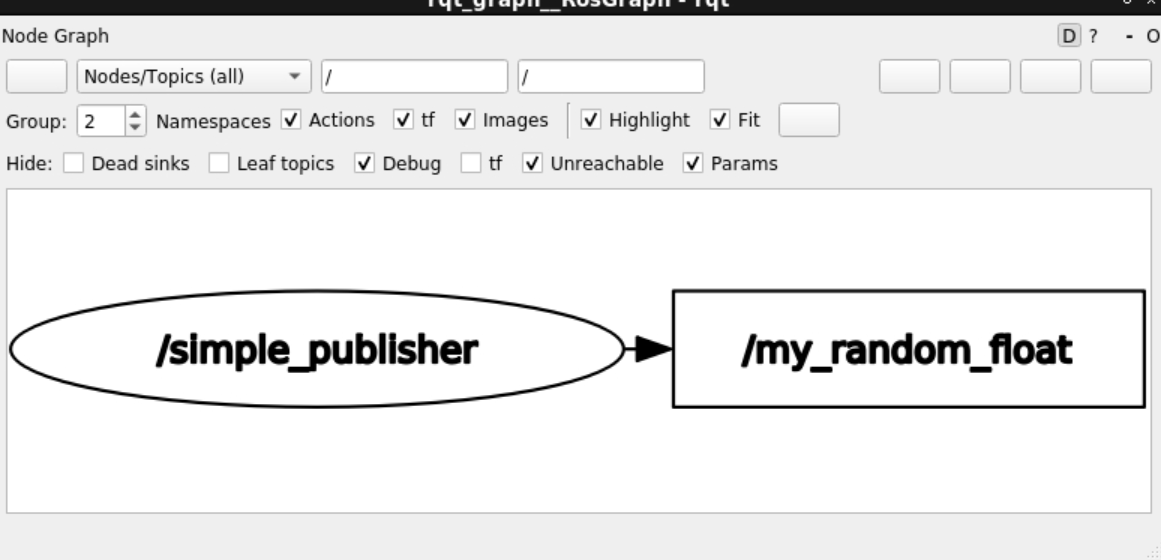 rqt_graph__RosGraph - rqt
Node Graph D ? - O
Nodes/Topics (all) / /
Group: 2 Namespaces Actions tf Images Highlight Fit
Hide: Dead sinks Leaf topics Debug tf Unreachable Params
/simple_publisher /my_random_float